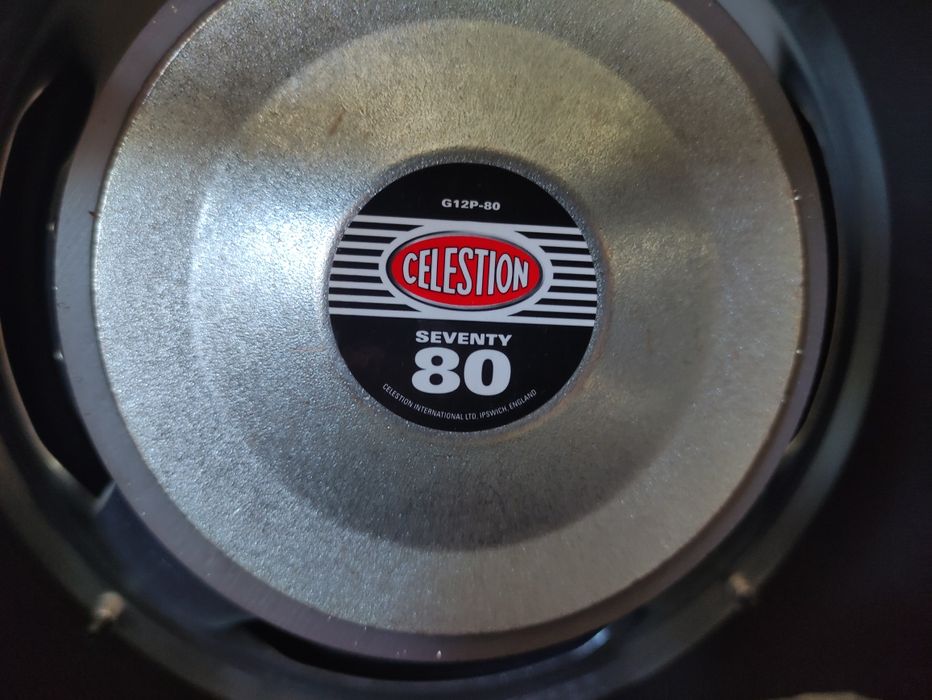 G12P-80
CELESTION
SEVENTY
80
CELESTION INTERNATIONAL LTD, IPSWICH, ENGLAND